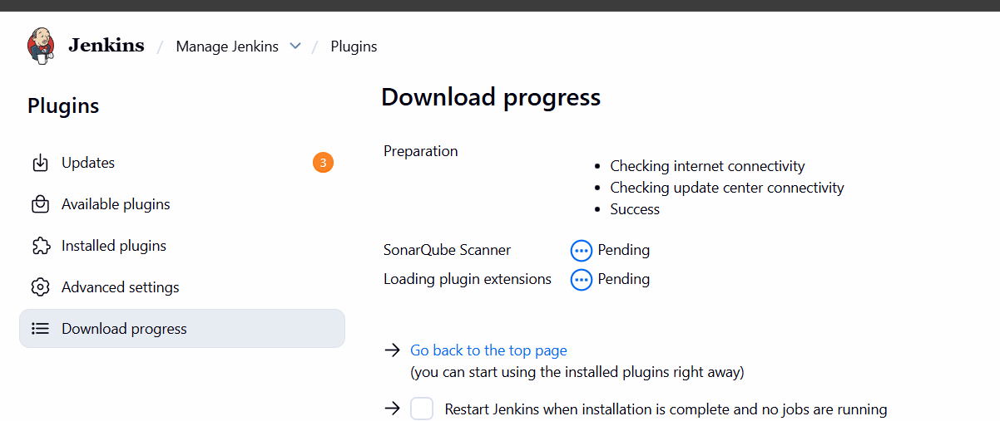 Jenkins / Manage Jenkins / Plugins
Plugins
Updates 3
Available plugins
Installed plugins
Advanced settings
Download progress
Download progress
Preparation
Checking internet connectivity
Checking update center connectivity
Success
SonarQube Scanner Pending
Loading plugin extensions Pending
Go back to the top page
(you can start using the installed plugins right away)
Restart Jenkins when installation is complete and no jobs are running